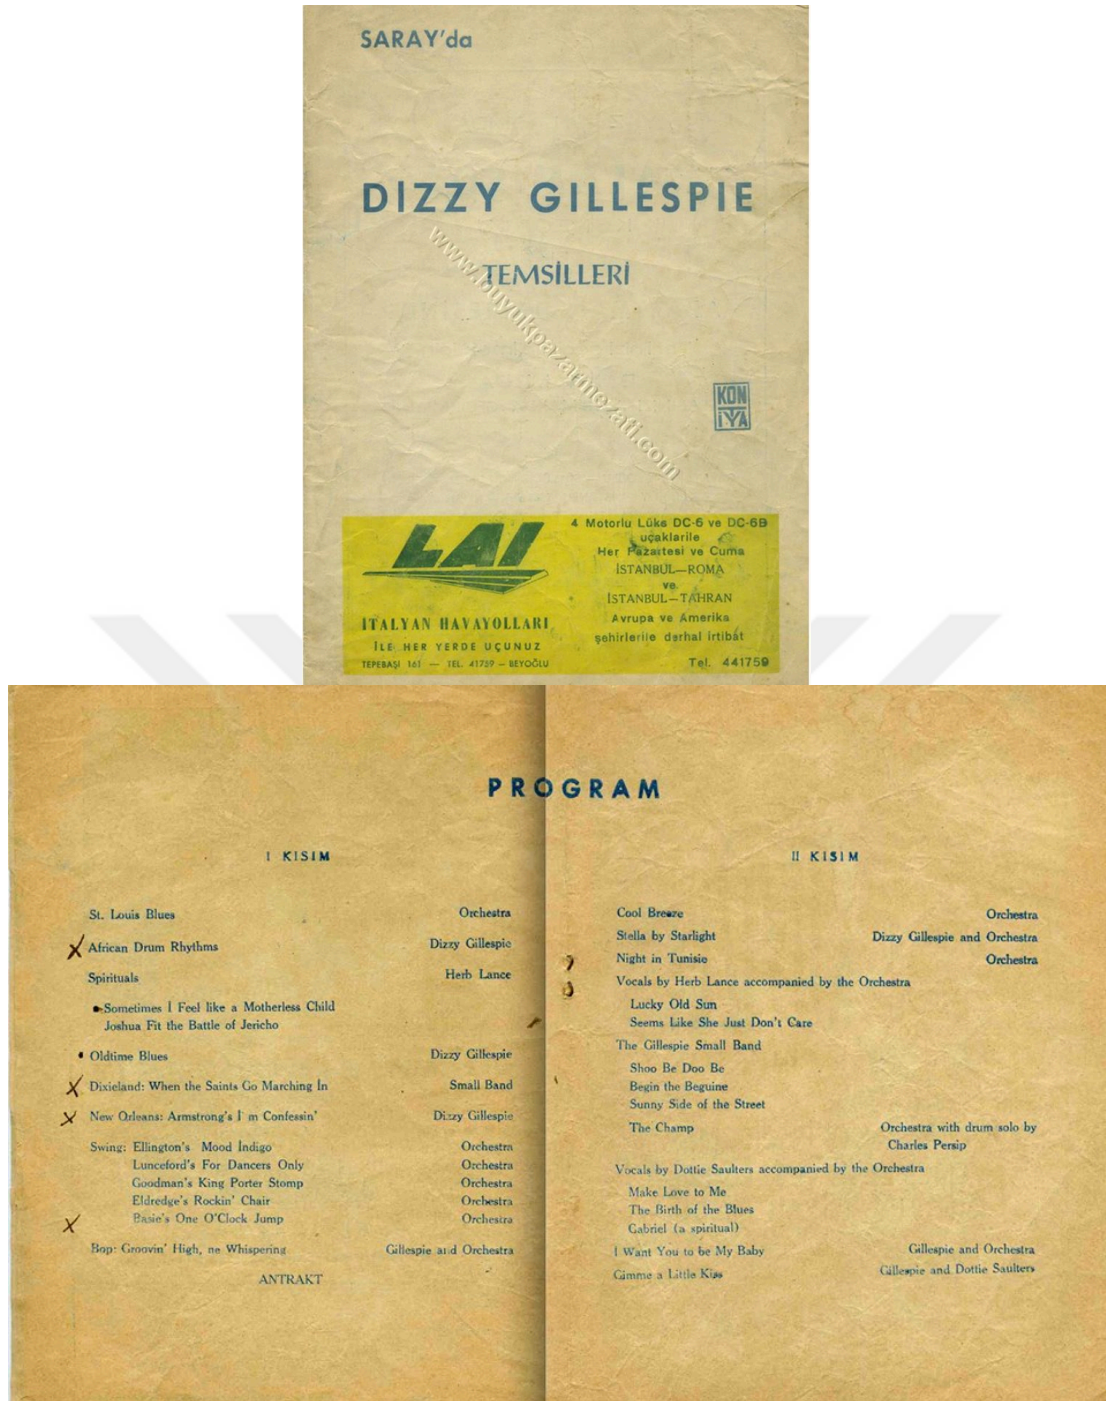 SARAY'da
DİZZY GILLESPIE
TEMSİLLERİ
www.buyukpazarmezati.com
KON
İYA
LAI
İTALYAN HAVAYOLLARI
İLE HER YERDE UÇUNUZ
TEPEBAŞI 161 — TEL. 41759 — BEYOĞLU
4 Motorlu Lüks DC-6 ve DC-6B
uçaklarile
Her Pazartesi ve Cuma
İSTANBUL—ROMA
ve
İSTANBUL—TAHRAN
Avrupa ve Amerika
şehirlerile derhal irtibat
Tel. 441759
PROGRAM
I KISIM
St. Louis Blues Orchestra
African Drum Rhythms Dizzy Gillespie
Spirituals Herb Lance
Sometimes I Feel like a Motherless Child
Joshua Fit the Battle of Jericho
Oldtime Blues Dizzy Gillespie
Dixieland: When the Saints Go Marching İn Small Band
New Orleans: Armstrong's I'm Confessin' Dizzy Gillespie
Swing: Ellington's Mood İndigo Orchestra
Lunceford's For Dancers Only Orchestra
Goodman's King Porter Stomp Orchestra
Eldredge's Rockin' Chair Orchestra
Basie's One O'Clock Jump Orchestra
Bop: Groovin' High, ne Whispering Gillespie and Orchestra
ANTRAKT
II KISIM
Cool Breeze Orchestra
Stella by Starlight Dizzy Gillespie and Orchestra
Night in Tunisie Orchestra
Vocals by Herb Lance accompanied by the Orchestra
Lucky Old Sun
Seems Like She Just Don't Care
The Gillespie Small Band
Shoo Be Doo Be
Begin the Beguine
Sunny Side of the Street
The Champ Orchestra with drum solo by
Charles Persip
Vocals by Dottie Saulters accompanied by the Orchestra
Make Love to Me
The Birth of the Blues
Gabriel (a spiritual)
I Want You to be My Baby Gillespie and Orchestra
Gimme a Little Kiss Gillespie and Dottie Saulters